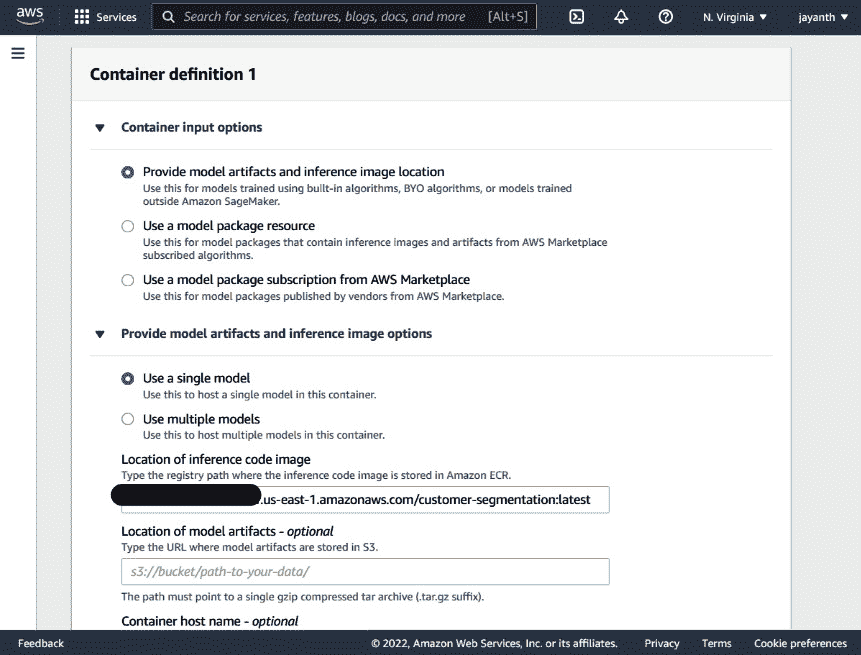 aws
Services
Search for services, features, blogs, docs, and more [Alt+S]
N. Virginia
jayanth
Container definition 1
Container input options
Provide model artifacts and inference image location
Use this for models trained using built-in algorithms, BYO algorithms, or models trained
outside Amazon SageMaker.
Use a model package resource
Use this for model packages that contain inference images and artifacts from AWS Marketplace
subscribed algorithms.
Use a model package subscription from AWS Marketplace
Use this for model packages published by vendors from AWS Marketplace.
Provide model artifacts and inference image options
Use a single model
Use this to host a single model in this container.
Use multiple models
Use this to host multiple models in this container.
Location of inference code image
Type the registry path where the inference code image is stored in Amazon ECR.
.us-east-1.amazonaws.com/customer-segmentation:latest
Location of model artifacts - optional
Type the URL where model artifacts are stored in S3.
s3://bucket/path-to-your-data/
The path must point to a single gzip compressed tar archive (.tar.gz suffix).
Container host name - optional
Feedback
© 2022, Amazon Web Services, Inc. or its affiliates.
Privacy
Terms
Cookie preferences